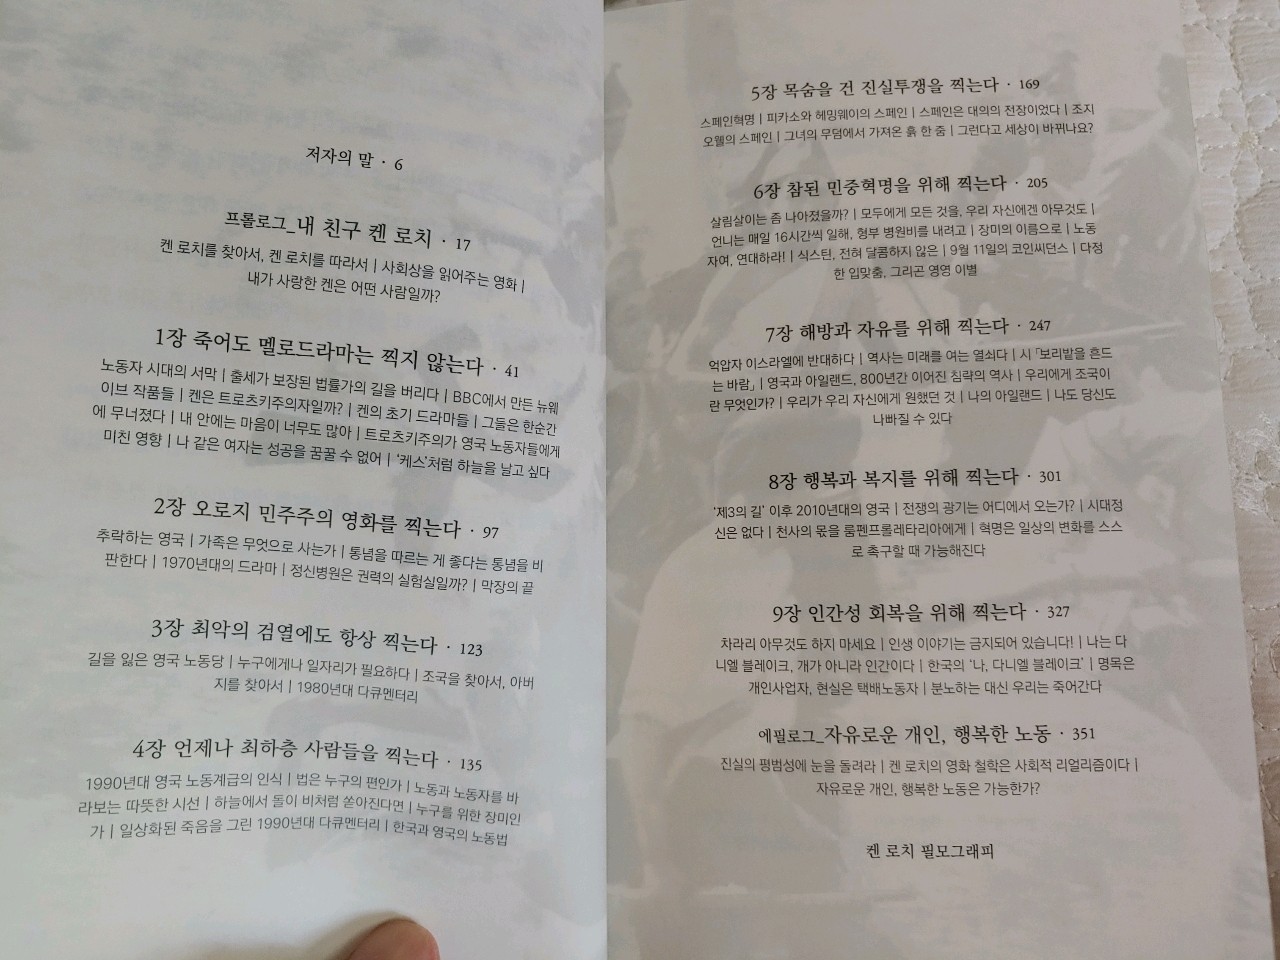 저자의 말 · 6
프롤로그_내 친구 켄 로치 · 17
켄 로치를 찾아서, 켄 로치를 따라서 | 사회상을 읽어주는 영화 |
내가 사랑한 켄은 어떤 사람일까?
1장 죽어도 멜로드라마는 찍지 않는다 · 41
노동자 시대의 서막 | 출세가 보장된 법률가의 길을 버리다 | BBC에서 만든 뉴웨
이브 작품들 | 켄은 트로츠키주의자일까? | 켄의 초기 드라마들 | 그들은 한순간
에 무너졌다 | 내 안에는 마음이 너무도 많아 | 트로츠키주의가 영국 노동자들에게
미친 영향 | 나 같은 여자는 성공을 꿈꿀 수 없어 | ‘케스’처럼 하늘을 날고 싶다
2장 오로지 민주주의 영화를 찍는다 · 97
추락하는 영국 | 가족은 무엇으로 사는가 | 통념을 따르는 게 좋다는 통념을 비
판한다 | 1970년대의 드라마 | 정신병원은 권력의 실험실일까? | 막장의 끝
3장 최악의 검열에도 항상 찍는다 · 123
길을 잃은 영국 노동당 | 누구에게나 일자리가 필요하다 | 조국을 찾아서, 아버
지를 찾아서 | 1980년대 다큐멘터리
4장 언제나 최하층 사람들을 찍는다 · 135
1990년대 영국 노동계급의 인식 | 법은 누구의 편인가 | 노동과 노동자를 바
라보는 따뜻한 시선 | 하늘에서 돌이 비처럼 쏟아진다면 | 누구를 위한 장미인
가 | 일상화된 죽음을 그린 1990년대 다큐멘터리 | 한국과 영국의 노동법
5장 목숨을 건 진실투쟁을 찍는다 · 169
스페인혁명 | 피카소와 헤밍웨이의 스페인 | 스페인은 대의의 전장이었다 | 조지
오웰의 스페인 | 그녀의 무덤에서 가져온 흙 한 줌 | 그런다고 세상이 바뀌나요?
6장 참된 민중혁명을 위해 찍는다 · 205
살림살이는 좀 나아졌을까? | 모두에게 모든 것을, 우리 자신에겐 아무것도 |
언니는 매일 16시간씩 일해, 형부 병원비를 내려고 | 장미의 이름으로 | 노동
자여, 연대하라! | 식스틴, 전혀 달콤하지 않은 | 9월 11일의 코인씨던스 | 다정
한 입맞춤, 그리곤 영영 이별
7장 해방과 자유를 위해 찍는다 · 247
억압자 이스라엘에 반대하다 | 역사는 미래를 여는 열쇠다 | 시 「보리밭을 흔드
는 바람」 | 영국과 아일랜드, 800년간 이어진 침략의 역사 | 우리에게 조국이
란 무엇인가? | 우리가 우리 자신에게 원했던 것 | 나의 아일랜드 | 나도 당신도
나빠질 수 있다
8장 행복과 복지를 위해 찍는다 · 301
‘제3의 길’ 이후 2010년대의 영국 | 전쟁의 광기는 어디에서 오는가? | 시대정
신은 없다 | 천사의 몫을 룸펜프롤레타리아에게 | 혁명은 일상의 변화를 스스
로 촉구할 때 가능해진다
9장 인간성 회복을 위해 찍는다 · 327
차라리 아무것도 하지 마세요 | 인생 이야기는 금지되어 있습니다! | 나는 다
니엘 블레이크, 개가 아니라 인간이다 | 한국의 ‘나, 다니엘 블레이크’ | 명목은
개인사업자, 현실은 택배노동자 | 분노하는 대신 우리는 죽어간다
에필로그_자유로운 개인, 행복한 노동 · 351
진실의 평범성에 눈을 돌려라 | 켄 로치의 영화 철학은 사회적 리얼리즘이다 |
자유로운 개인, 행복한 노동은 가능한가?
켄 로치 필모그래피